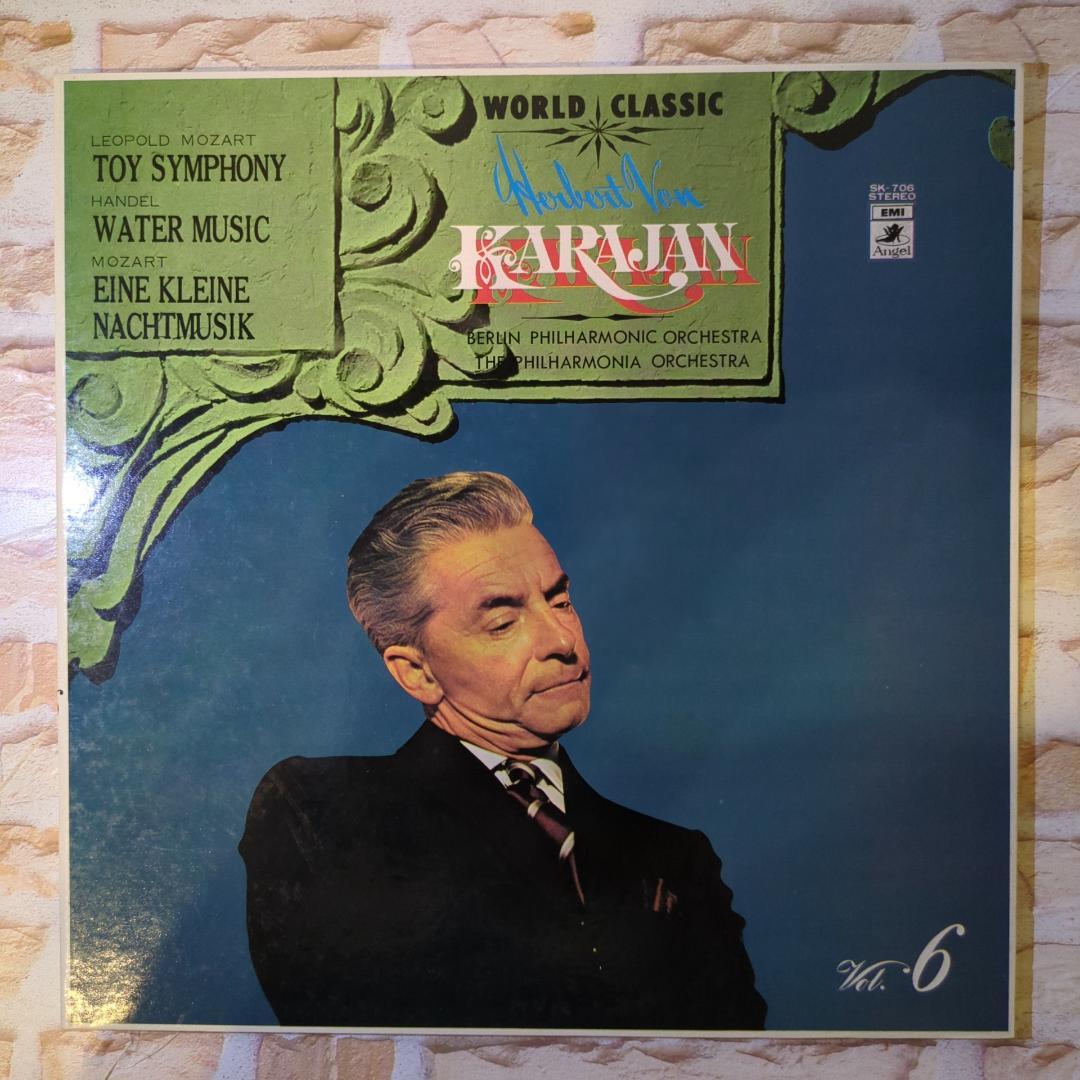 LEOPOLD MOZART
TOY SYMPHONY
HANDEL
WATER MUSIC
MOZART
EINE KLEINE
NACHTMUSIK
WORLD CLASSIC
Herbert Von
KARAJAN
BERLIN PHILHARMONIC ORCHESTRA
THE PHILHARMONIA ORCHESTRA
SK-706
STEREO
EMI
Angel
Vol. 6